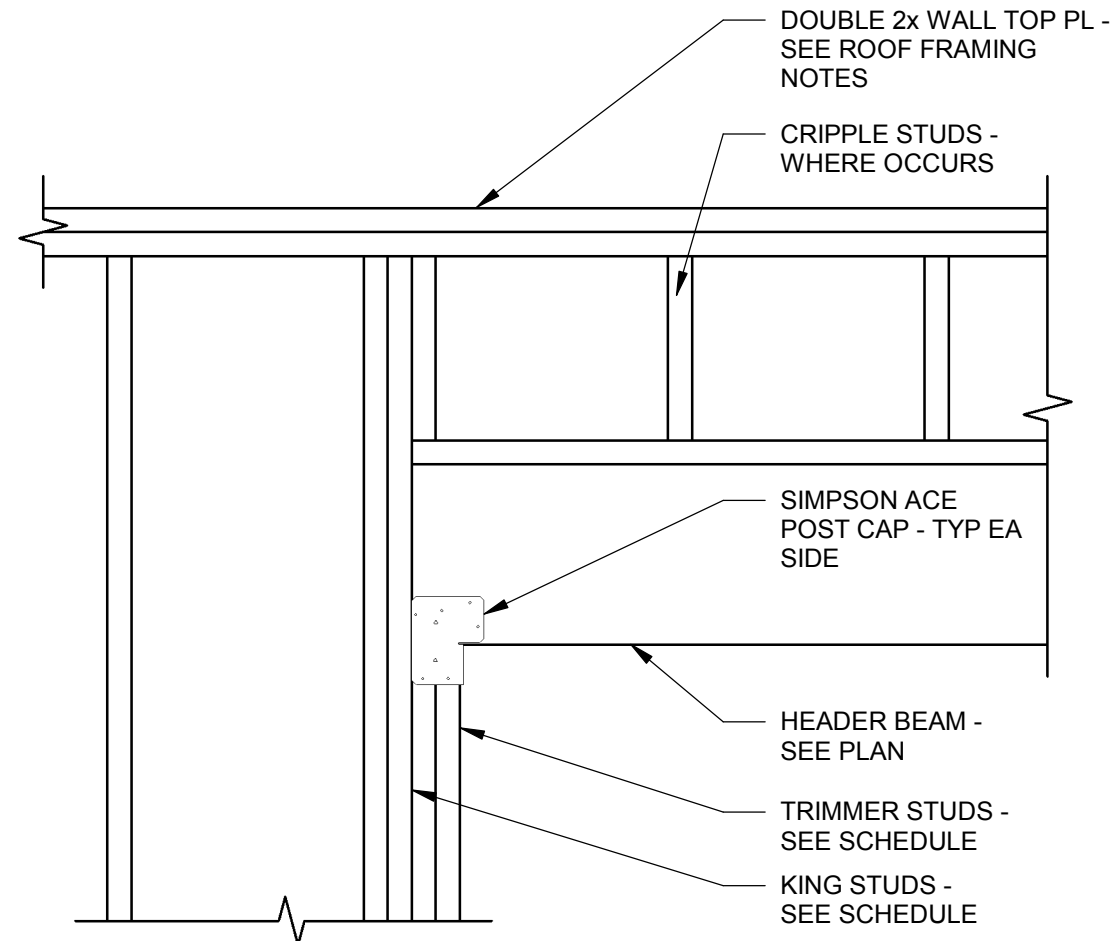 DOUBLE 2x WALL TOP PL -
SEE ROOF FRAMING
NOTES
CRIPPLE STUDS -
WHERE OCCURS
SIMPSON ACE
POST CAP - TYP EA
SIDE
HEADER BEAM -
SEE PLAN
TRIMMER STUDS -
SEE SCHEDULE
KING STUDS -
SEE SCHEDULE